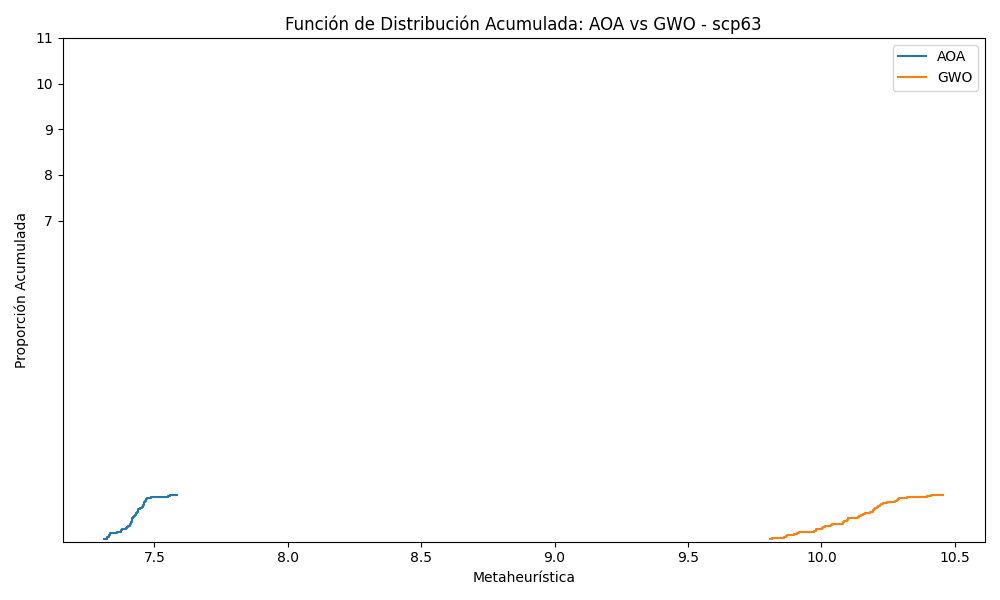 Función de Distribución Acumulada: AOA vs GWO - scp63
11
10
9
8
7
Proporción Acumulada
AOA
GWO
7.5
8.0
8.5
9.0
9.5
10.0
10.5
Metaheurística